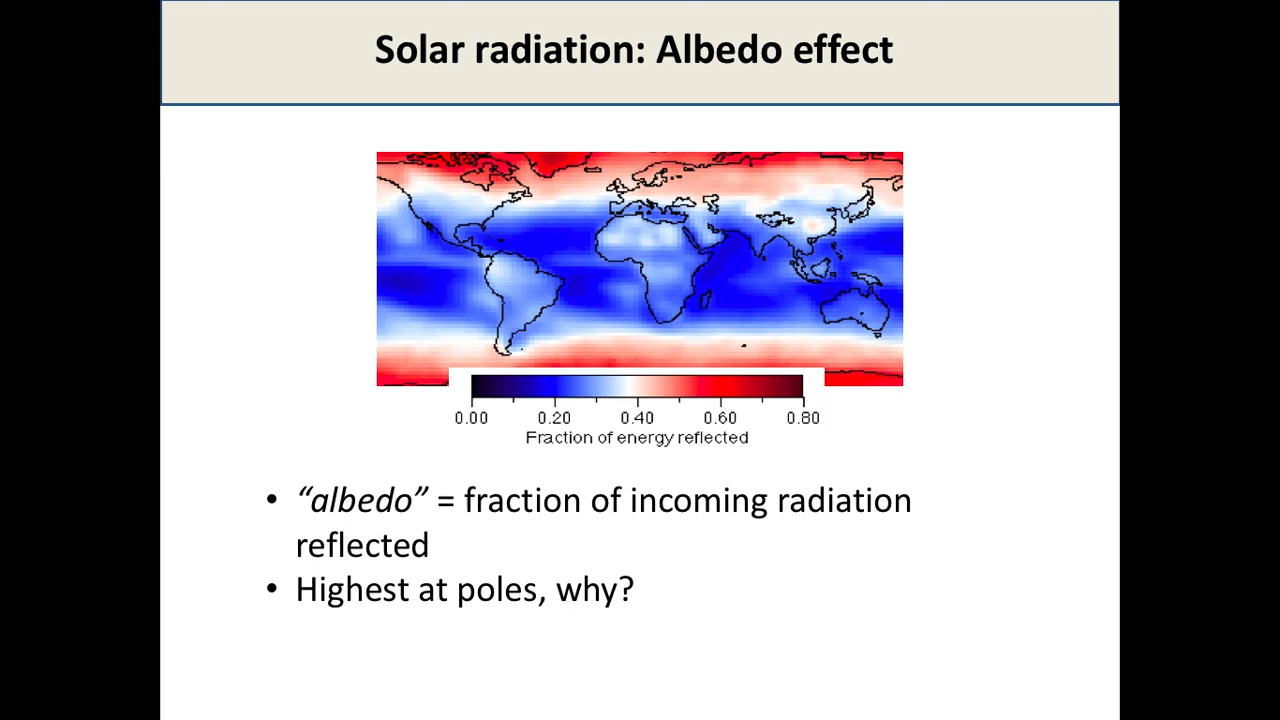 Solar radiation: Albedo effect
0.00 0.20 0.40 0.60 0.80
Fraction of energy reflected
• “albedo” = fraction of incoming radiation
reflected
• Highest at poles, why?